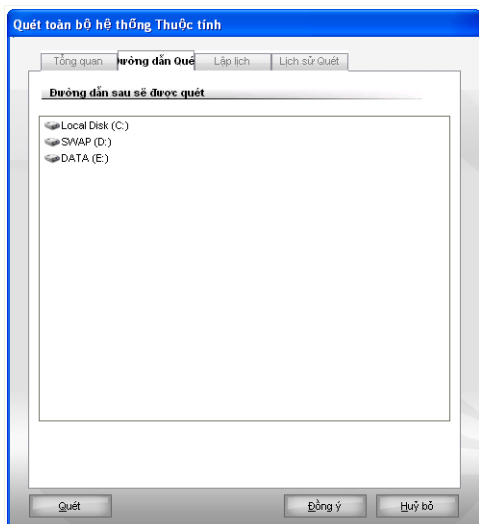 Quét toàn bộ hệ thống Thuộc tính
Tổng quan ường dẫn Qué Lập lịch Lịch sử Quét
Đường dẫn sau sẽ được quét
Local Disk (C:)
SWAP (D:)
DATA (E:)
Quét Đồng ý Huỷ bỏ